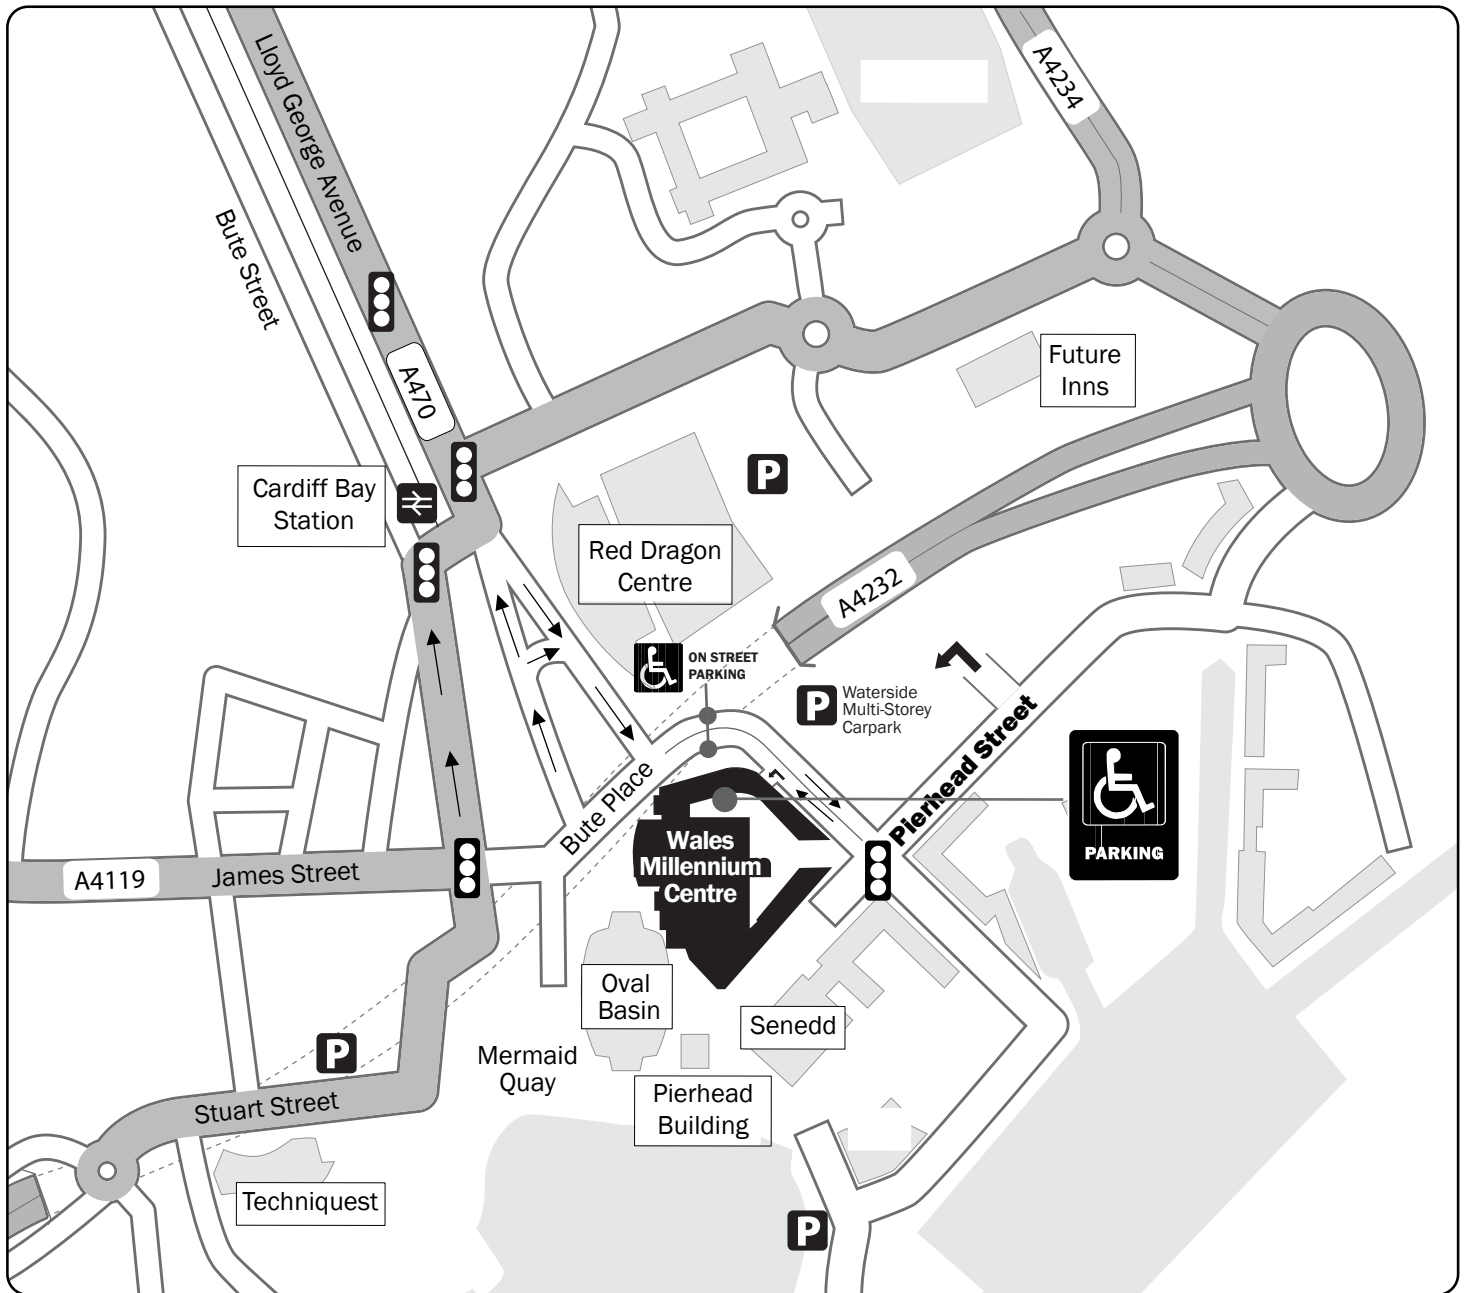 Lloyd George Avenue
A4234
Bute Street
A470
Future
Inns
Cardiff Bay
Station
P
Red Dragon
Centre
A4232
ON STREET
PARKING
P
Waterside
Multi-Storey
Carpark
Pierhead Street
Bute Place
PARKING
Wales
Millennium
Centre
A4119
James Street
Oval
Basin
Senedd
P
Mermaid
Quay
Pierhead
Building
Stuart Street
Techniquest
P